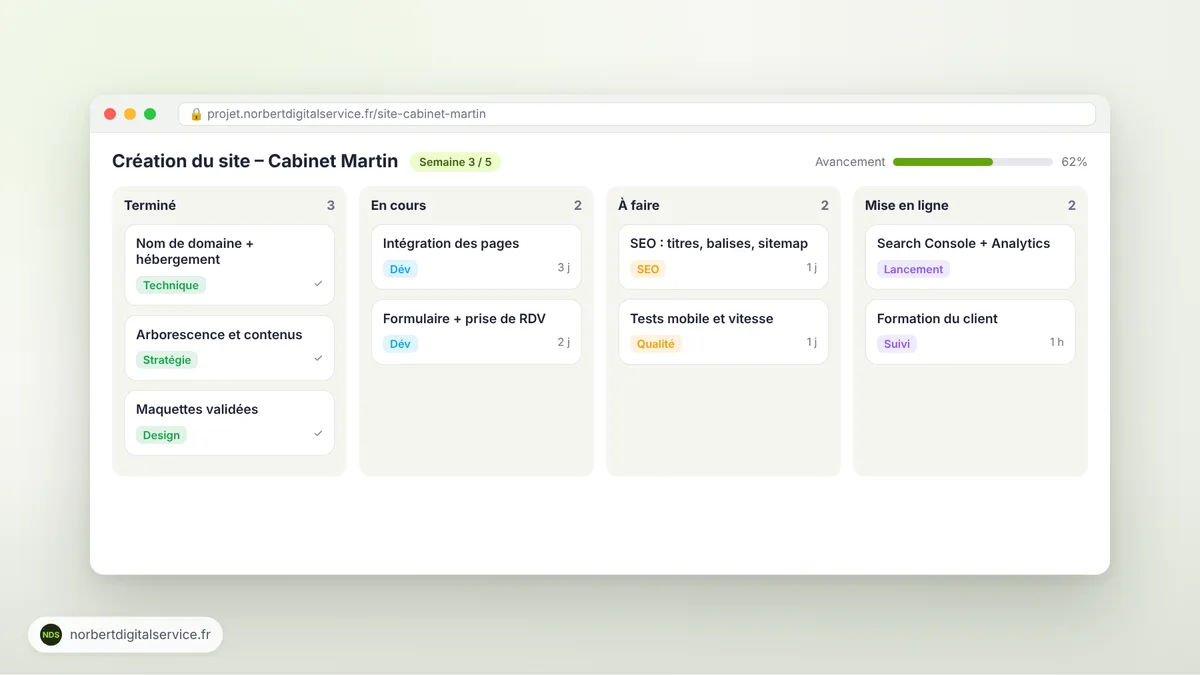 projet.norbertdigitalservice.fr/site-cabinet-martin
Création du site – Cabinet Martin
Semaine 3 / 5
Avancement
62%
Terminé
3
Nom de domaine +
hébergement
Technique
✓
Arborescence et contenus
Stratégie
✓
Maquettes validées
Design
✓
En cours
2
Intégration des pages
Dév
3 j
Formulaire + prise de RDV
Dév
2 j
À faire
2
SEO : titres, balises, sitemap
SEO
1 j
Tests mobile et vitesse
Qualité
1 j
Mise en ligne
2
Search Console + Analytics
Lancement
Formation du client
Suivi
1 h
NDS
norbertdigitalservice.fr